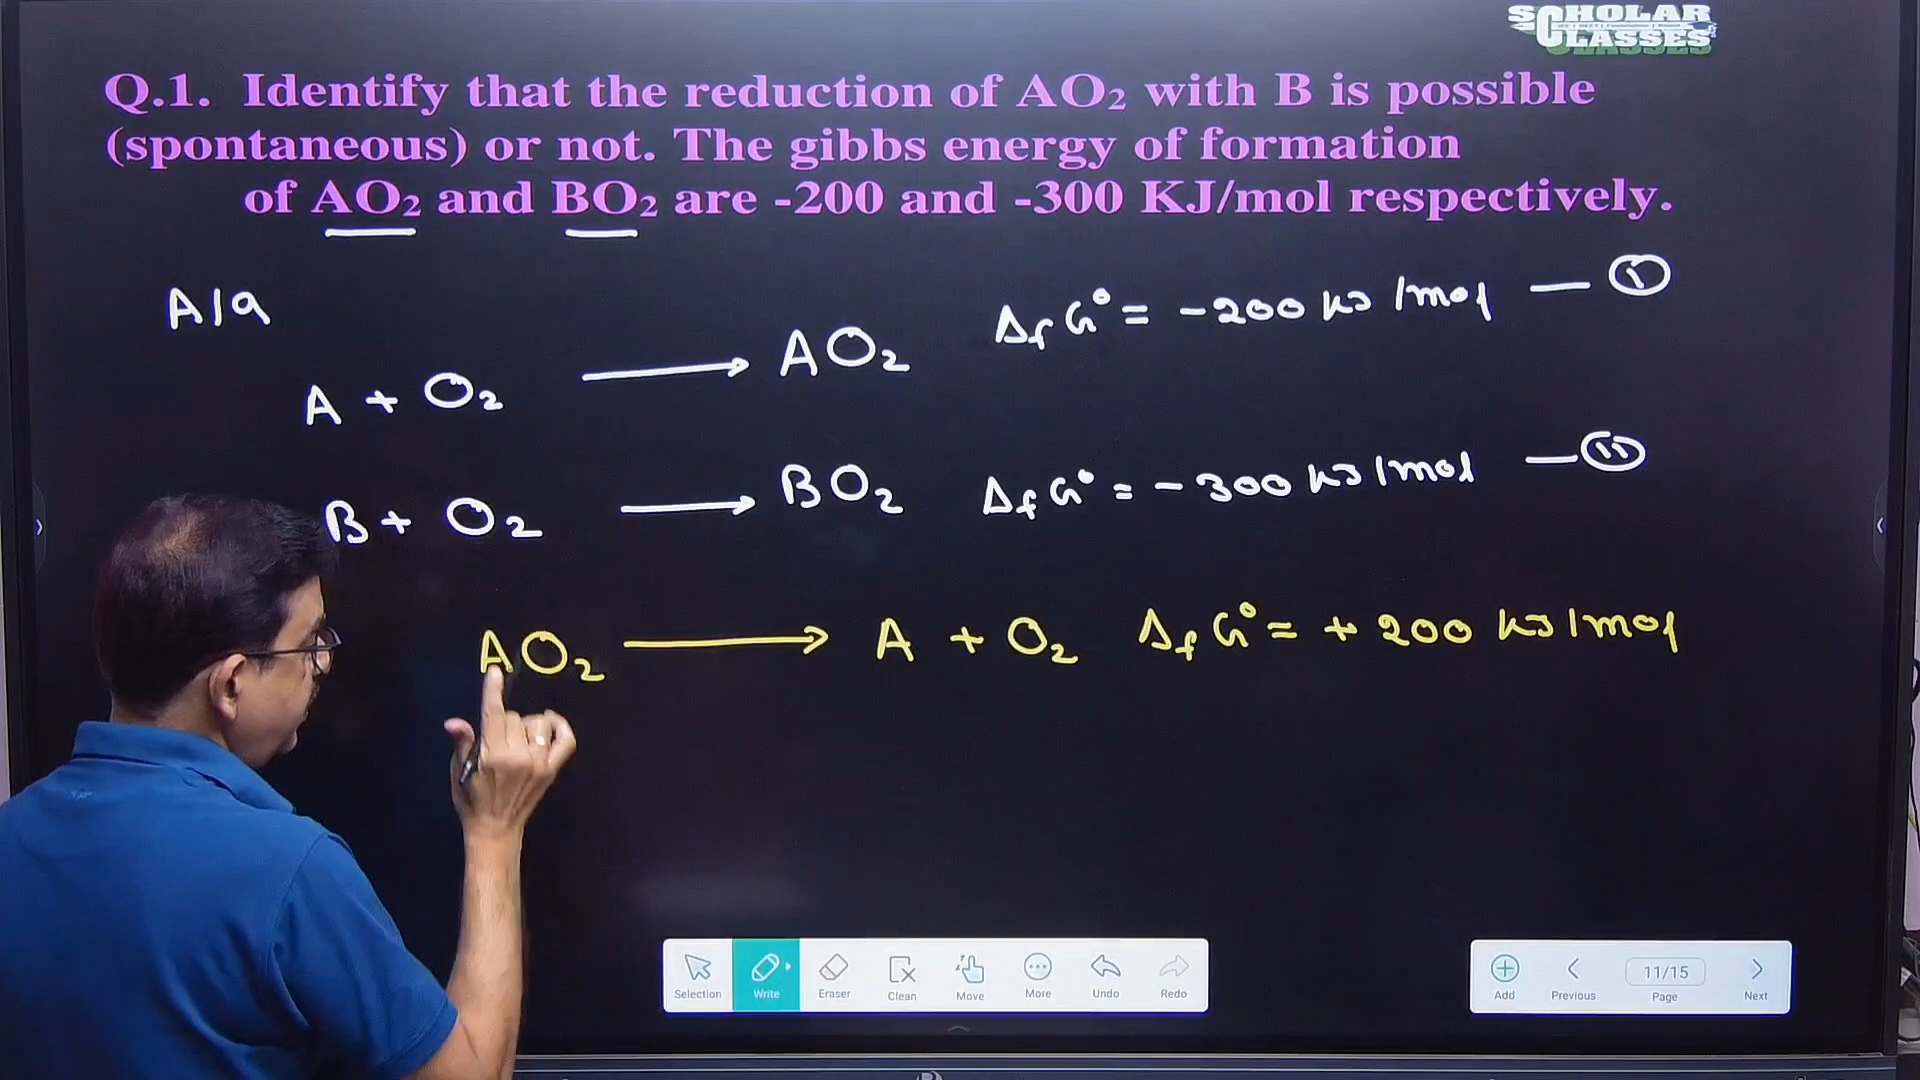 SCHOLAR
CLASSES
Q.1. Identify that the reduction of AO₂ with B is possible
(spontaneous) or not. The gibbs energy of formation
of AO₂ and BO₂ are -200 and -300 KJ/mol respectively.
A/q
A + O₂ → AO₂ ΔfG° = -200 KJ/mol — (i)
B + O₂ → BO₂ ΔfG° = -300 KJ/mol — (ii)
AO₂ → A + O₂ ΔfG° = +200 KJ/mol
Selection Write Eraser Clean Move More Undo Redo
Add Previous 11/15 Page Next